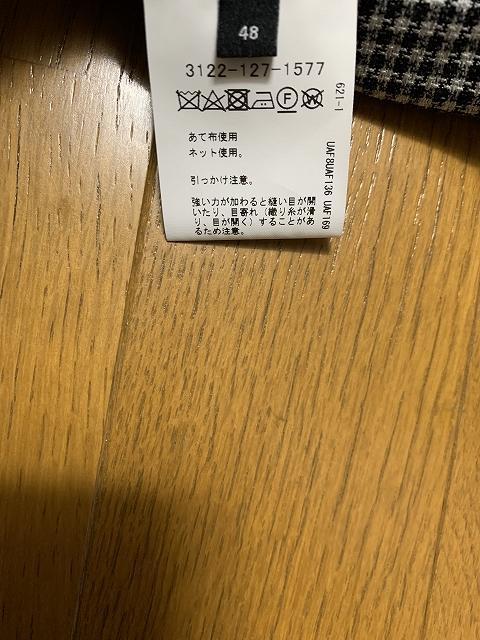 48
3122-127-1577
F
W
あて布使用
ネット使用。
引っかけ注意。
強い力が加わると縫い目が開
いたり、目寄れ（織り糸が滑
り、目が開く）することがあ
るため注意。
621-1
UAF8UAF136 UAF169